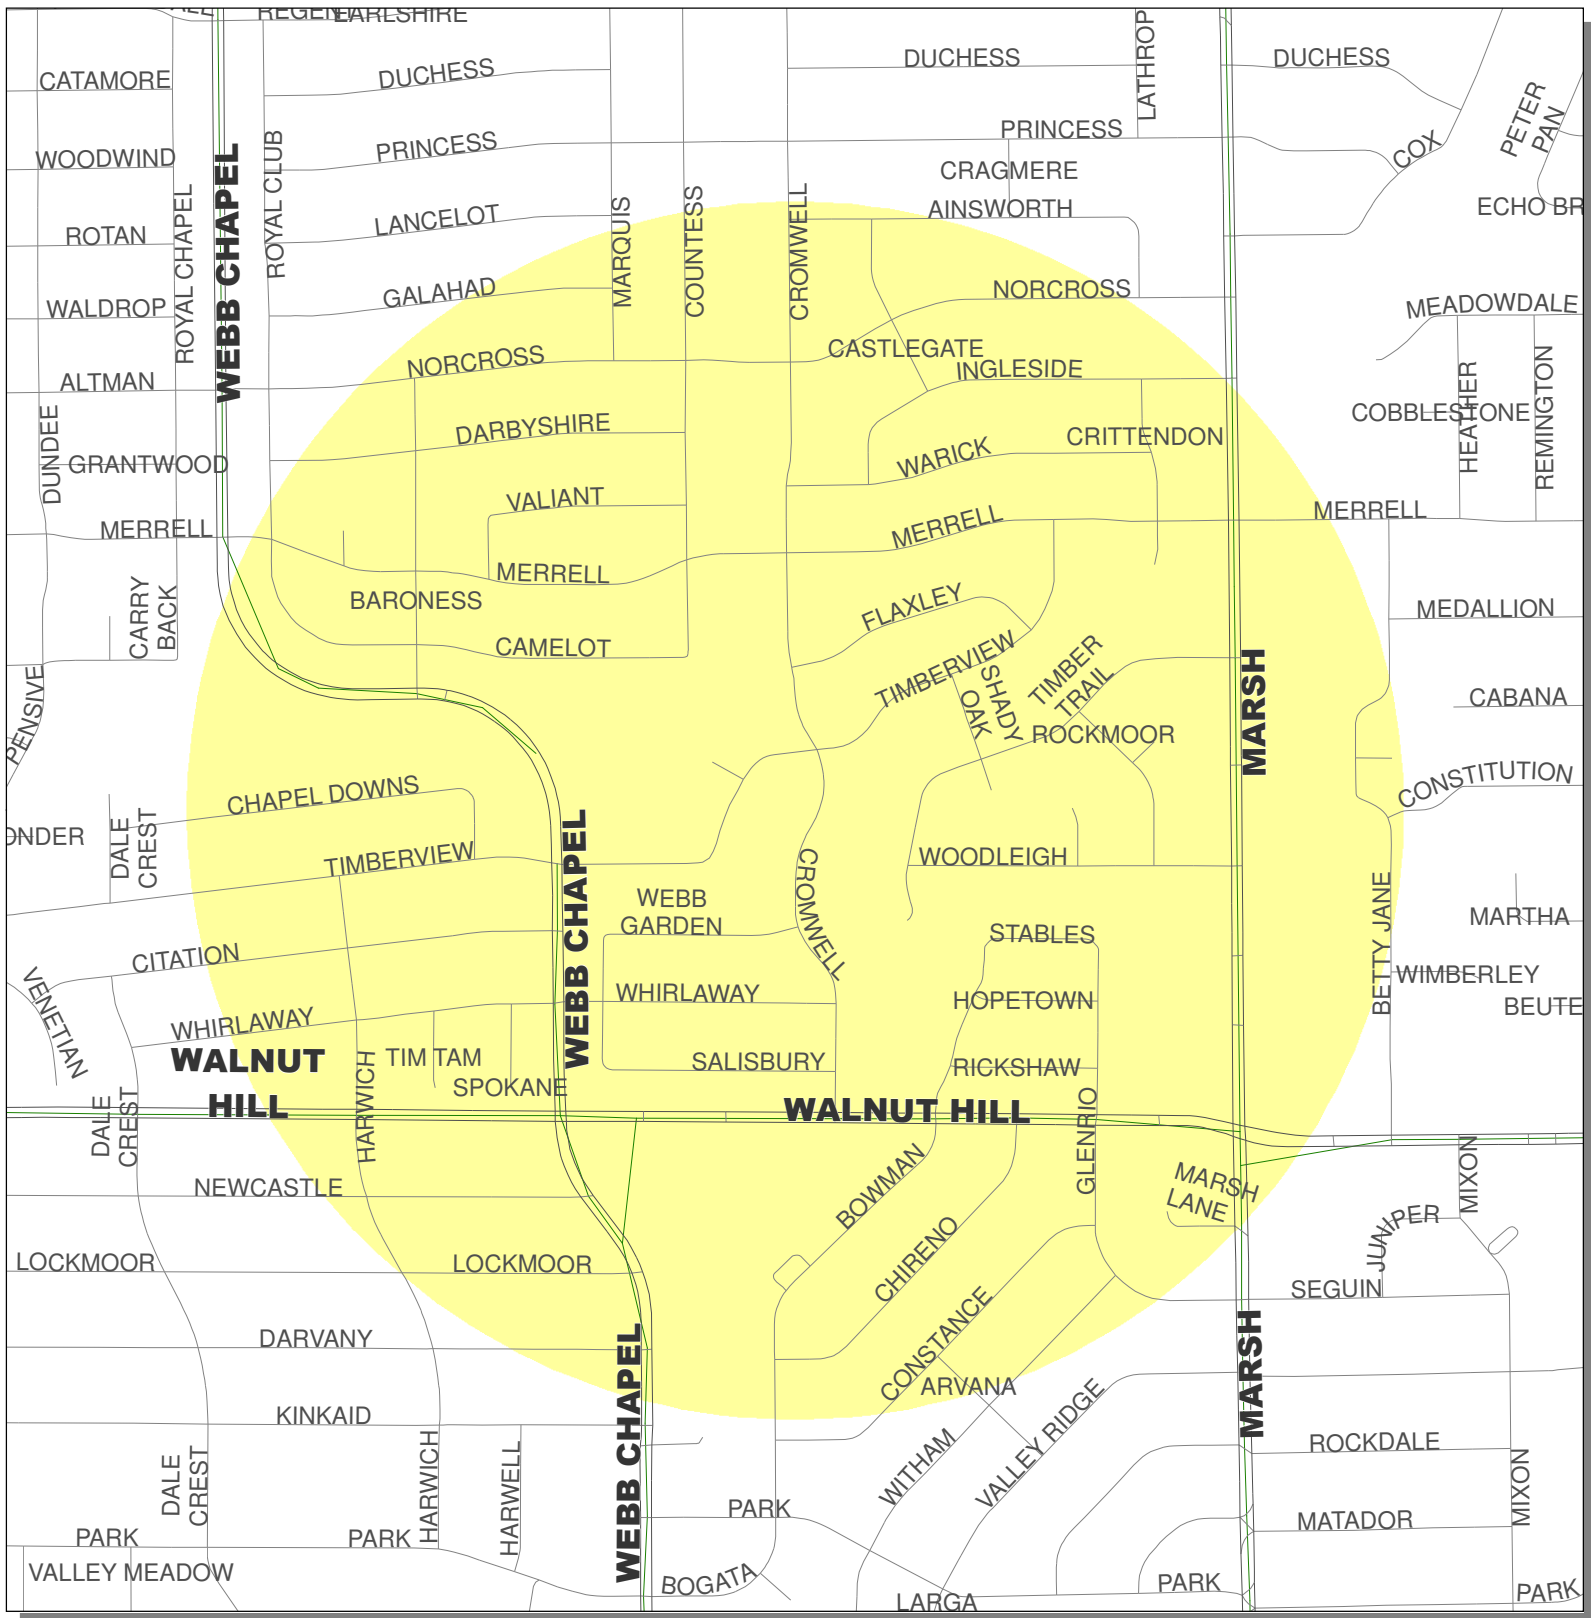 REGENT
EARLSHIRE
CATAMORE
DUCHESS
DUCHESS
LATHROP
DUCHESS
WOODWIND
PRINCESS
PRINCESS
COX
PETER
PAN
CRAGMERE
ROYAL CLUB
WEBB CHAPEL
ROYAL CHAPEL
ROTAN
LANCELOT
MARQUIS
COUNTESS
CROMWELL
AINSWORTH
ECHO BR
WALDROP
GALAHAD
NORCROSS
MEADOWDALE
ALTMAN
NORCROSS
CASTLEGATE
INGLESIDE
HEATHER
REMINGTON
COBBLESTONE
DUNDEE
GRANTWOOD
DARBYSHIRE
WARICK
CRITTENDON
VALIANT
MERRELL
MERRELL
MERRELL
MERRELL
CARRY
BACK
BARONESS
FLAXLEY
MEDALLION
CAMELOT
TIMBERVIEW
SHADY
OAK
TIMBER
TRAIL
MARSH
CABANA
PENSIVE
ROCKMOOR
CHAPEL DOWNS
CONSTITUTION
ONDER
DALE
CREST
TIMBERVIEW
WEBB CHAPEL
CROMWELL
WOODLEIGH
WEBB
GARDEN
BETTY JANE
MARTHA
STABLES
CITATION
VENETIAN
WIMBERLEY
WHIRLAWAY
HOPETOWN
BEUTE
WHIRLAWAY
WALNUT
HILL
HARWICH
TIM TAM
SPOKANE
SALISBURY
RICKSHAW
WALNUT HILL
DALE
CREST
GLENRIO
NEWCASTLE
BOWMAN
MARSH
LANE
MIXON
JUNIPER
LOCKMOOR
LOCKMOOR
CHIRENO
SEGUIN
DARVANY
WEBB CHAPEL
CONSTANCE
ARVANA
MARSH
KINKAID
DALE
CREST
HARWICH
HARWELL
WITHAM
VALLEY RIDGE
ROCKDALE
MIXON
PARK
PARK
PARK
MATADOR
VALLEY MEADOW
BOGATA
LARGA
PARK
PARK